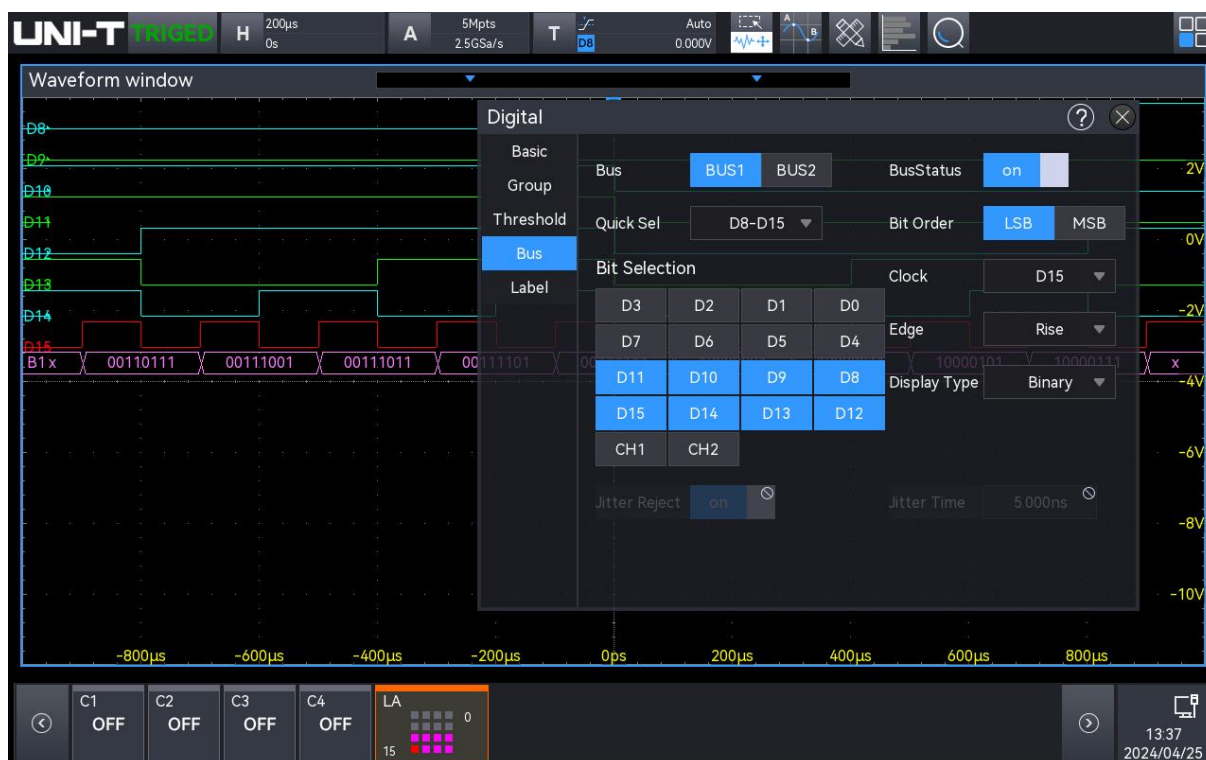 UNI-T TRIGED H 200µs 0s A 5Mpts 2.5GSa/s T D8 Auto 0.000V A B
Waveform window
Digital
D8
D9
D10
D11
D12
D13
D14
D15
B1 x 00110111 00111001 00111011 00111101 10000101 10000111 x
Basic
Group
Threshold
Bus
Label
Bus BUS1 BUS2 BusStatus on
Quick Sel D8-D15 Bit Order LSB MSB
Bit Selection
D3 D2 D1 D0
D7 D6 D5 D4
D11 D10 D9 D8
D15 D14 D13 D12
CH1 CH2
Clock D15
Edge Rise
Display Type Binary
Jitter Reject on Jitter Time 5.000ns
2V
0V
-2V
-4V
-6V
-8V
-10V
-800µs -600µs -400µs -200µs 0ps 200µs 400µs 600µs 800µs
C1 OFF
C2 OFF
C3 OFF
C4 OFF
LA 0 15
13:37
2024/04/25